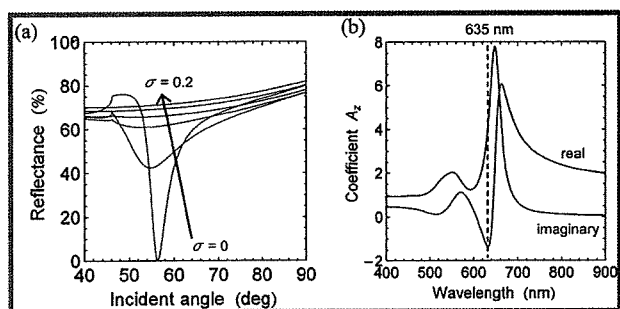 (a)
100
80
60
40
20
0
40 50 60 70 80 90
Reflectance (%)
Incident angle (deg)
σ = 0.2
σ = 0
(b)
635 nm
8
6
4
2
0
−2
400 500 600 700 800 900
Coefficient Az
Wavelength (nm)
real
imaginary